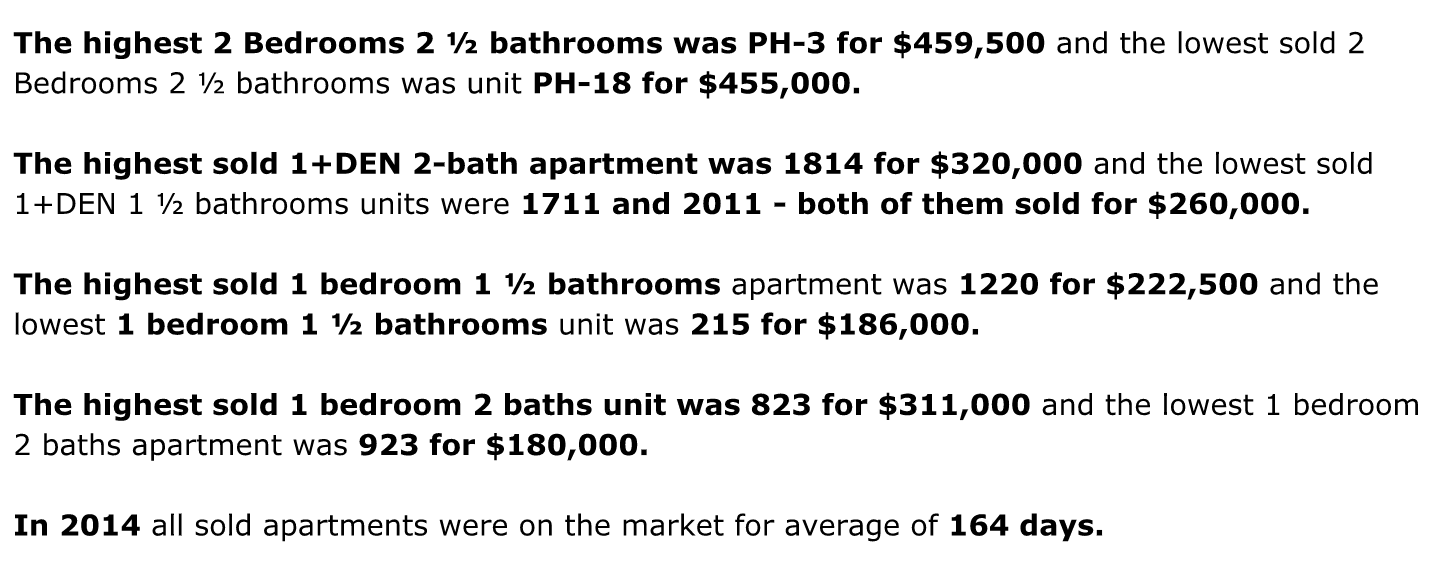 The highest 2 Bedrooms 2 ½ bathrooms was PH-3 for $459,500 and the lowest sold 2
Bedrooms 2 ½ bathrooms was unit PH-18 for $455,000.
The highest sold 1+DEN 2-bath apartment was 1814 for $320,000 and the lowest sold
1+DEN 1 ½ bathrooms units were 1711 and 2011 - both of them sold for $260,000.
The highest sold 1 bedroom 1 ½ bathrooms apartment was 1220 for $222,500 and the
lowest 1 bedroom 1 ½ bathrooms unit was 215 for $186,000.
The highest sold 1 bedroom 2 baths unit was 823 for $311,000 and the lowest 1 bedroom
2 baths apartment was 923 for $180,000.
In 2014 all sold apartments were on the market for average of 164 days.